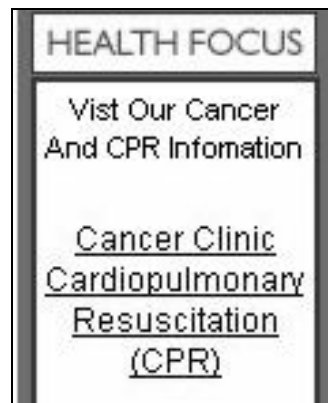 HEALTH FOCUS
Vist Our Cancer
And CPR Infomation
Cancer Clinic
Cardiopulmonary
Resuscitation
(CPR)